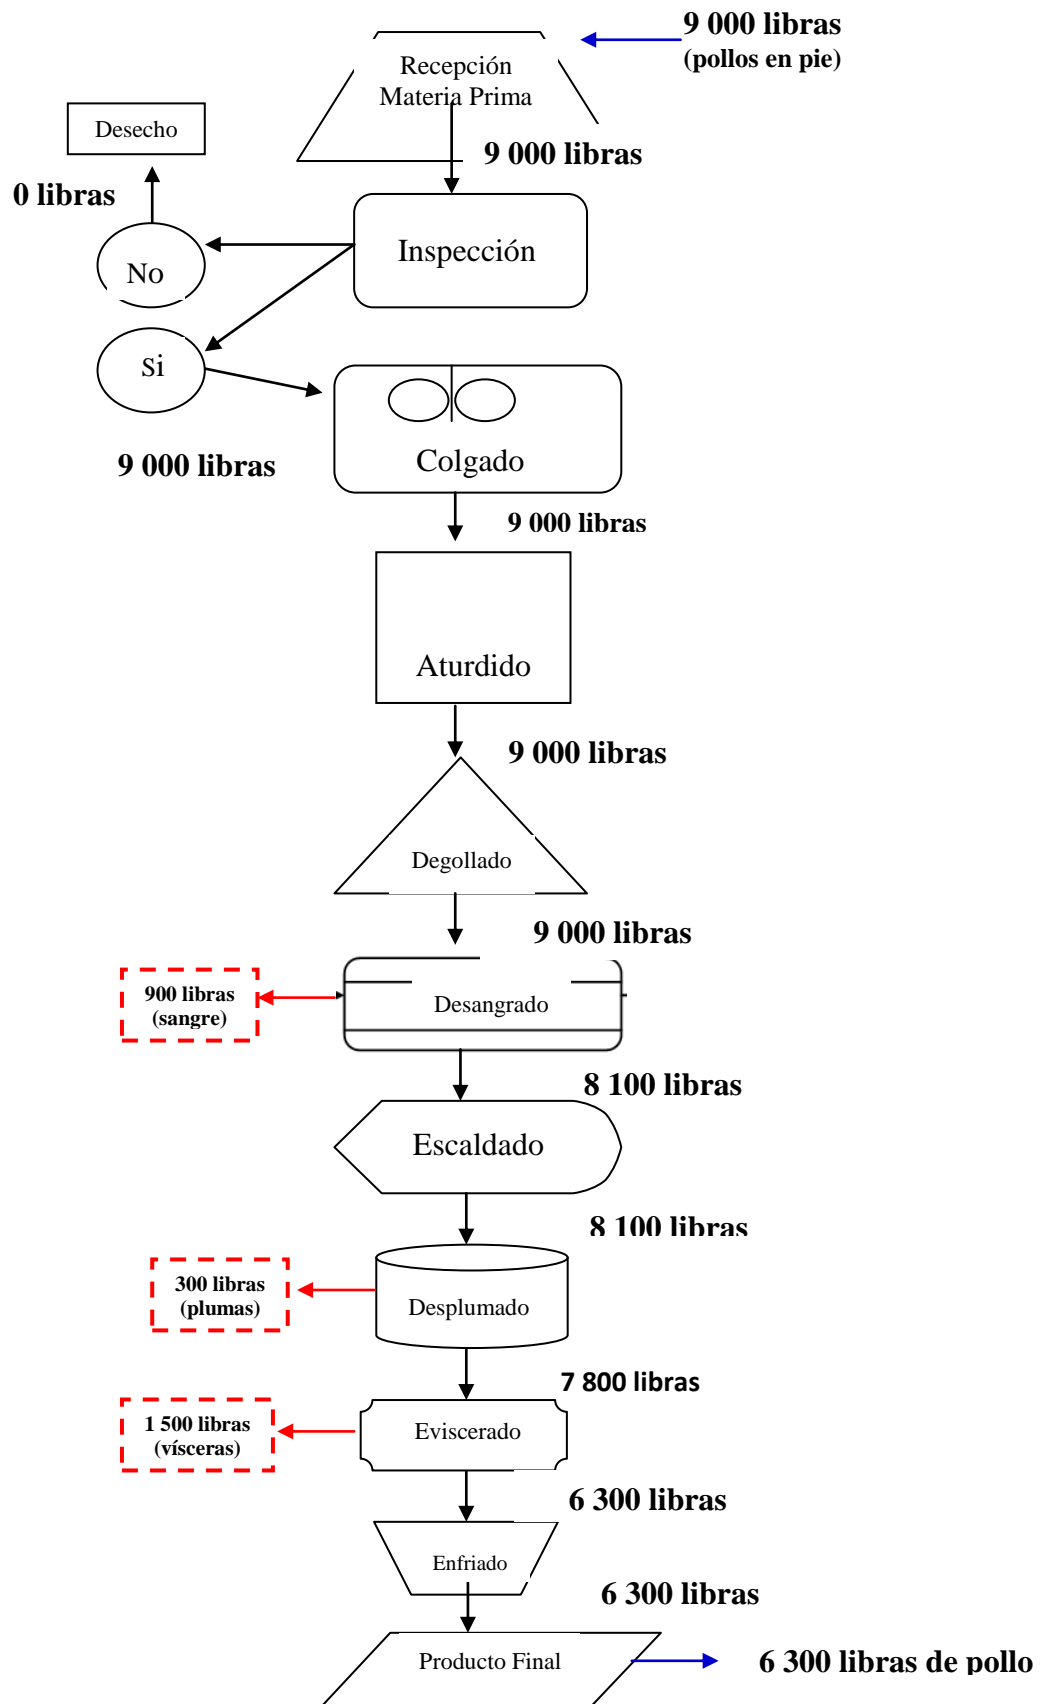 9 000 libras
(pollos en pie)
Recepción
Materia Prima
Desecho
9 000 libras
0 libras
Inspección
No
Si
9 000 libras
Colgado
9 000 libras
Aturdido
9 000 libras
Degollado
9 000 libras
900 libras
(sangre)
Desangrado
8 100 libras
Escaldado
8 100 libras
300 libras
(plumas)
Desplumado
7 800 libras
1 500 libras
(vísceras)
Eviscerado
6 300 libras
Enfriado
6 300 libras
Producto Final
6 300 libras de pollo